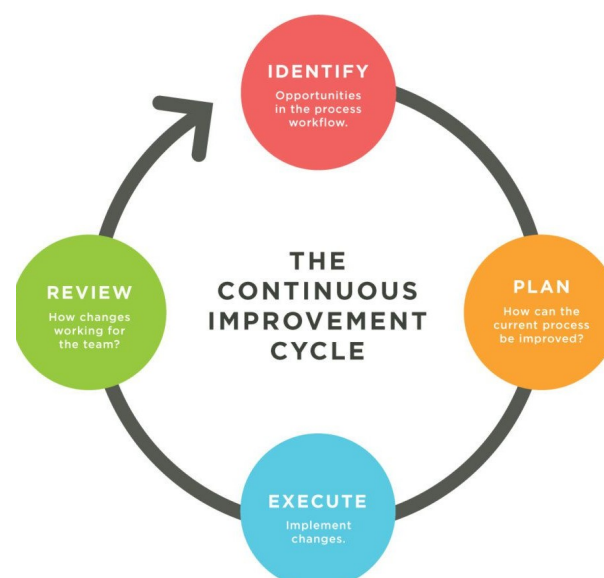 IDENTIFY
Opportunities
in the process
workflow.
THE
CONTINUOUS
IMPROVEMENT
CYCLE
PLAN
How can the
current process
be improved?
EXECUTE
Implement
changes.
REVIEW
How changes
working for
the team?